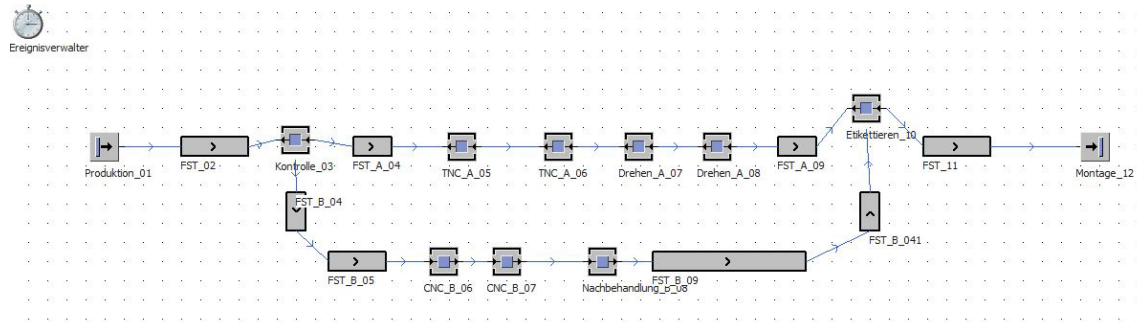 Ereignisverwalter
Produktion_01
FST_02
Kontrolle_03
FST_A_04
TNC_A_05
TNC_A_06
Drehen_A_07
Drehen_A_08
FST_A_09
Etikettieren_10
FST_11
Montage_12
FST_B_04
FST_B_041
FST_B_05
CNC_B_06
CNC_B_07
Nachbehandlung_B_08
FST_B_09